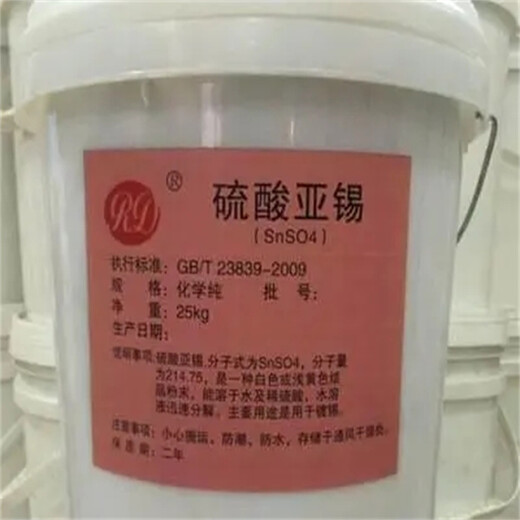 RD ® 硫酸亚锡
(SnSO4)
执行标准: GB/T 23839-2009
规 格: 化学纯 批 号:
净 重: 25kg
生产日期:
说明事项:硫酸亚锡,分子式为SnSO4, 分子量
为214.75, 是一种白色或浅黄色结
晶粉末, 能溶于水及稀硫酸, 水溶
液迅速分解, 主要用途是用于镀锡。
注意事项: 小心搬运, 防潮, 防水, 存储于通风干燥处。
保 质 期: 二年